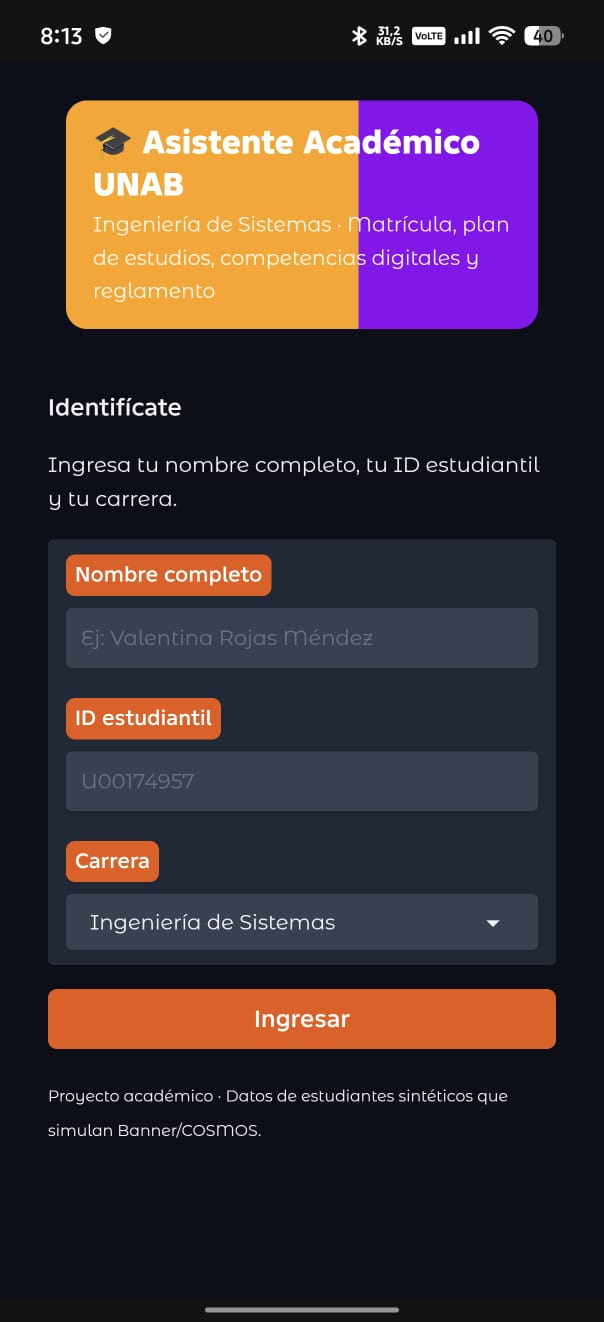 8:13
31,2
KB/S
VoLTE
40
🎓 Asistente Académico
UNAB
Ingeniería de Sistemas · Matrícula, plan
de estudios, competencias digitales y
reglamento
Identifícate
Ingresa tu nombre completo, tu ID estudiantil
y tu carrera.
Nombre completo
Ej: Valentina Rojas Méndez
ID estudiantil
U00174957
Carrera
Ingeniería de Sistemas
Ingresar
Proyecto académico · Datos de estudiantes sintéticos que
simulan Banner/COSMOS.